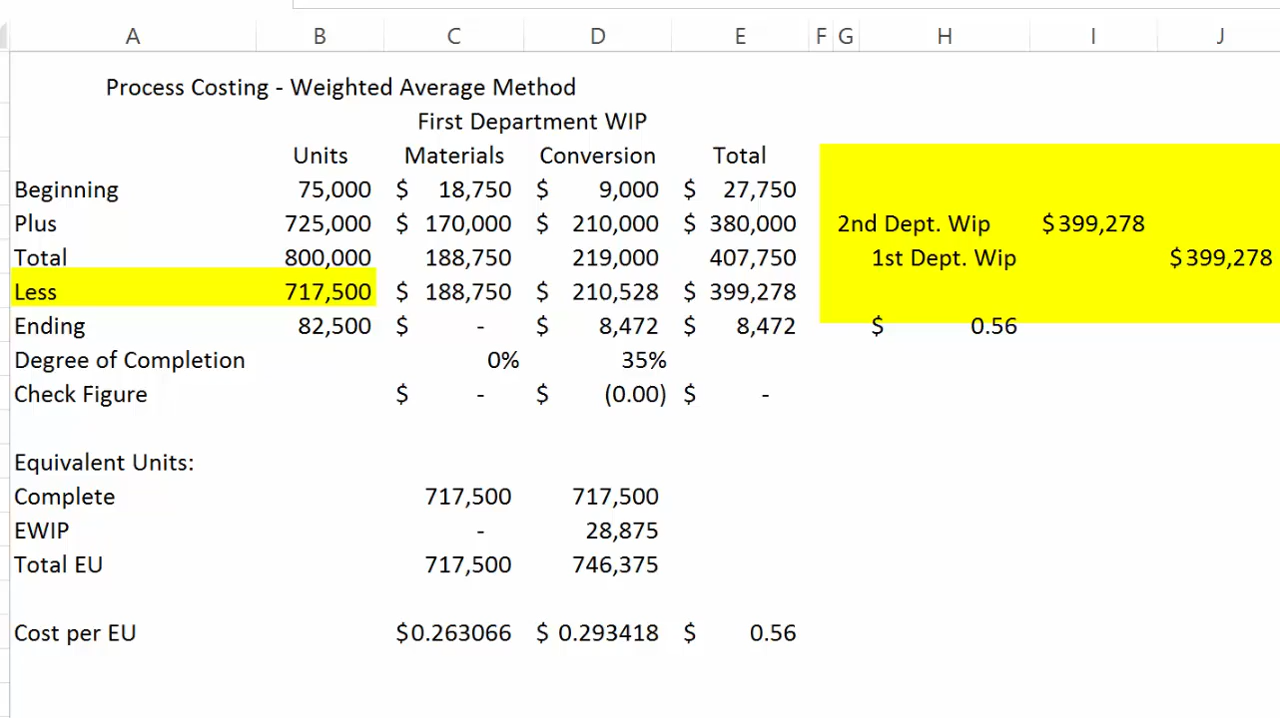 A B C D E F G H I J
Process Costing - Weighted Average Method
First Department WIP
Units Materials Conversion Total
Beginning 75,000 $ 18,750 $ 9,000 $ 27,750
Plus 725,000 $ 170,000 $ 210,000 $ 380,000 2nd Dept. Wip $399,278
Total 800,000 188,750 219,000 407,750 1st Dept. Wip $399,278
Less 717,500 $ 188,750 $ 210,528 $ 399,278
Ending 82,500 $ - $ 8,472 $ 8,472 $ 0.56
Degree of Completion 0% 35%
Check Figure $ - $ (0.00) $ -
Equivalent Units:
Complete 717,500 717,500
EWIP - 28,875
Total EU 717,500 746,375
Cost per EU $0.263066 $ 0.293418 $ 0.56